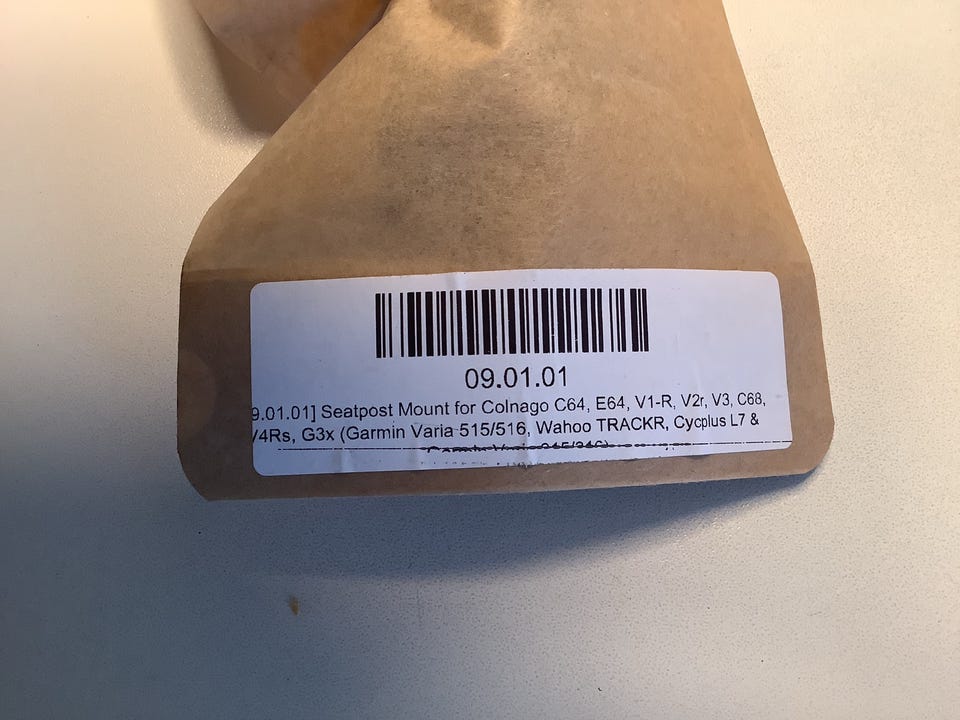 09.01.01
9.01.01] Seatpost Mount for Colnago C64, E64, V1-R, V2r, V3, C68,
V4Rs, G3x (Garmin Varia 515/516, Wahoo TRACKR, Cycplus L7 &